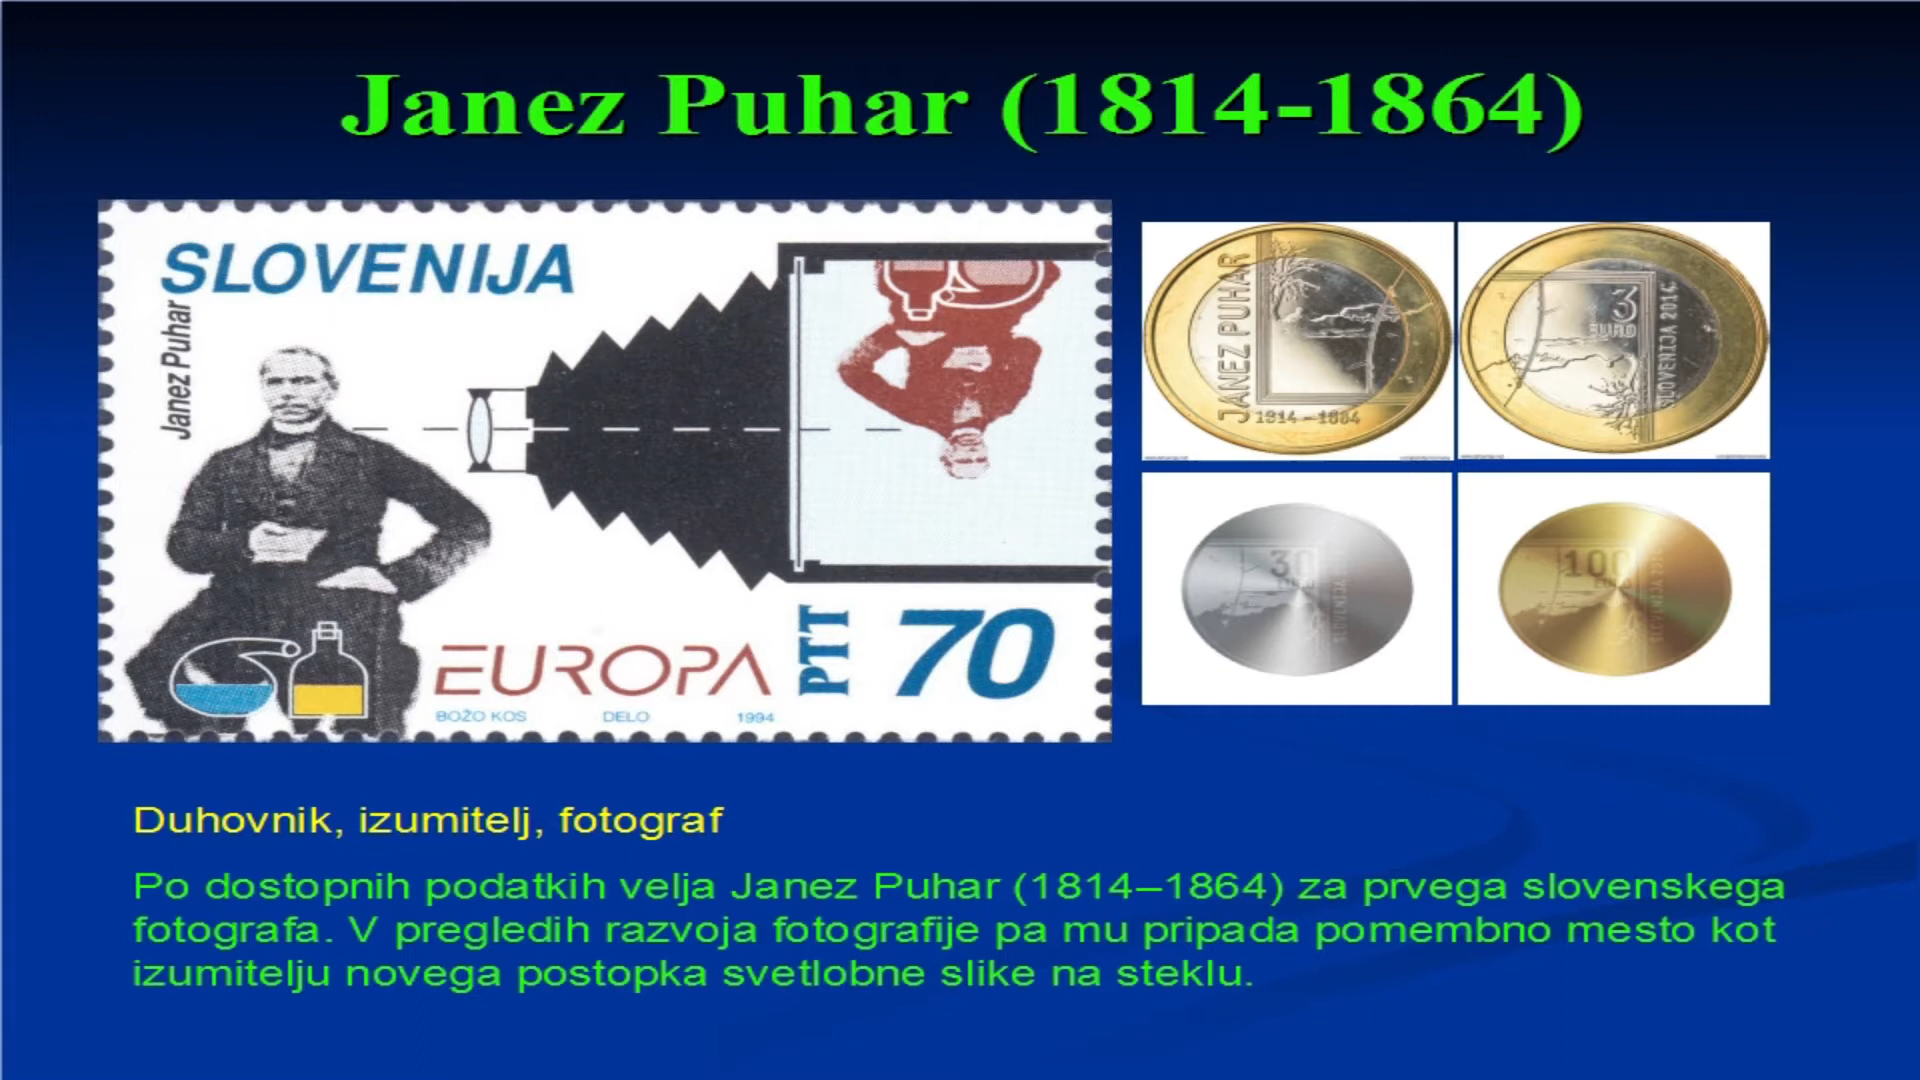 Janez Puhar (1814-1864)
SLOVENIJA
Janez Puhar
EUROPA
PTT 70
BOŽO KOS DELO 1994
JANEZ PUHAR
1814 - 1864
3
EURO
SLOVENIJA 2014
30
100
Duhovnik, izumitelj, fotograf
Po dostopnih podatkih velja Janez Puhar (1814–1864) za prvega slovenskega
fotografa. V pregledih razvoja fotografije pa mu pripada pomembno mesto kot
izumitelju novega postopka svetlobne slike na steklu.